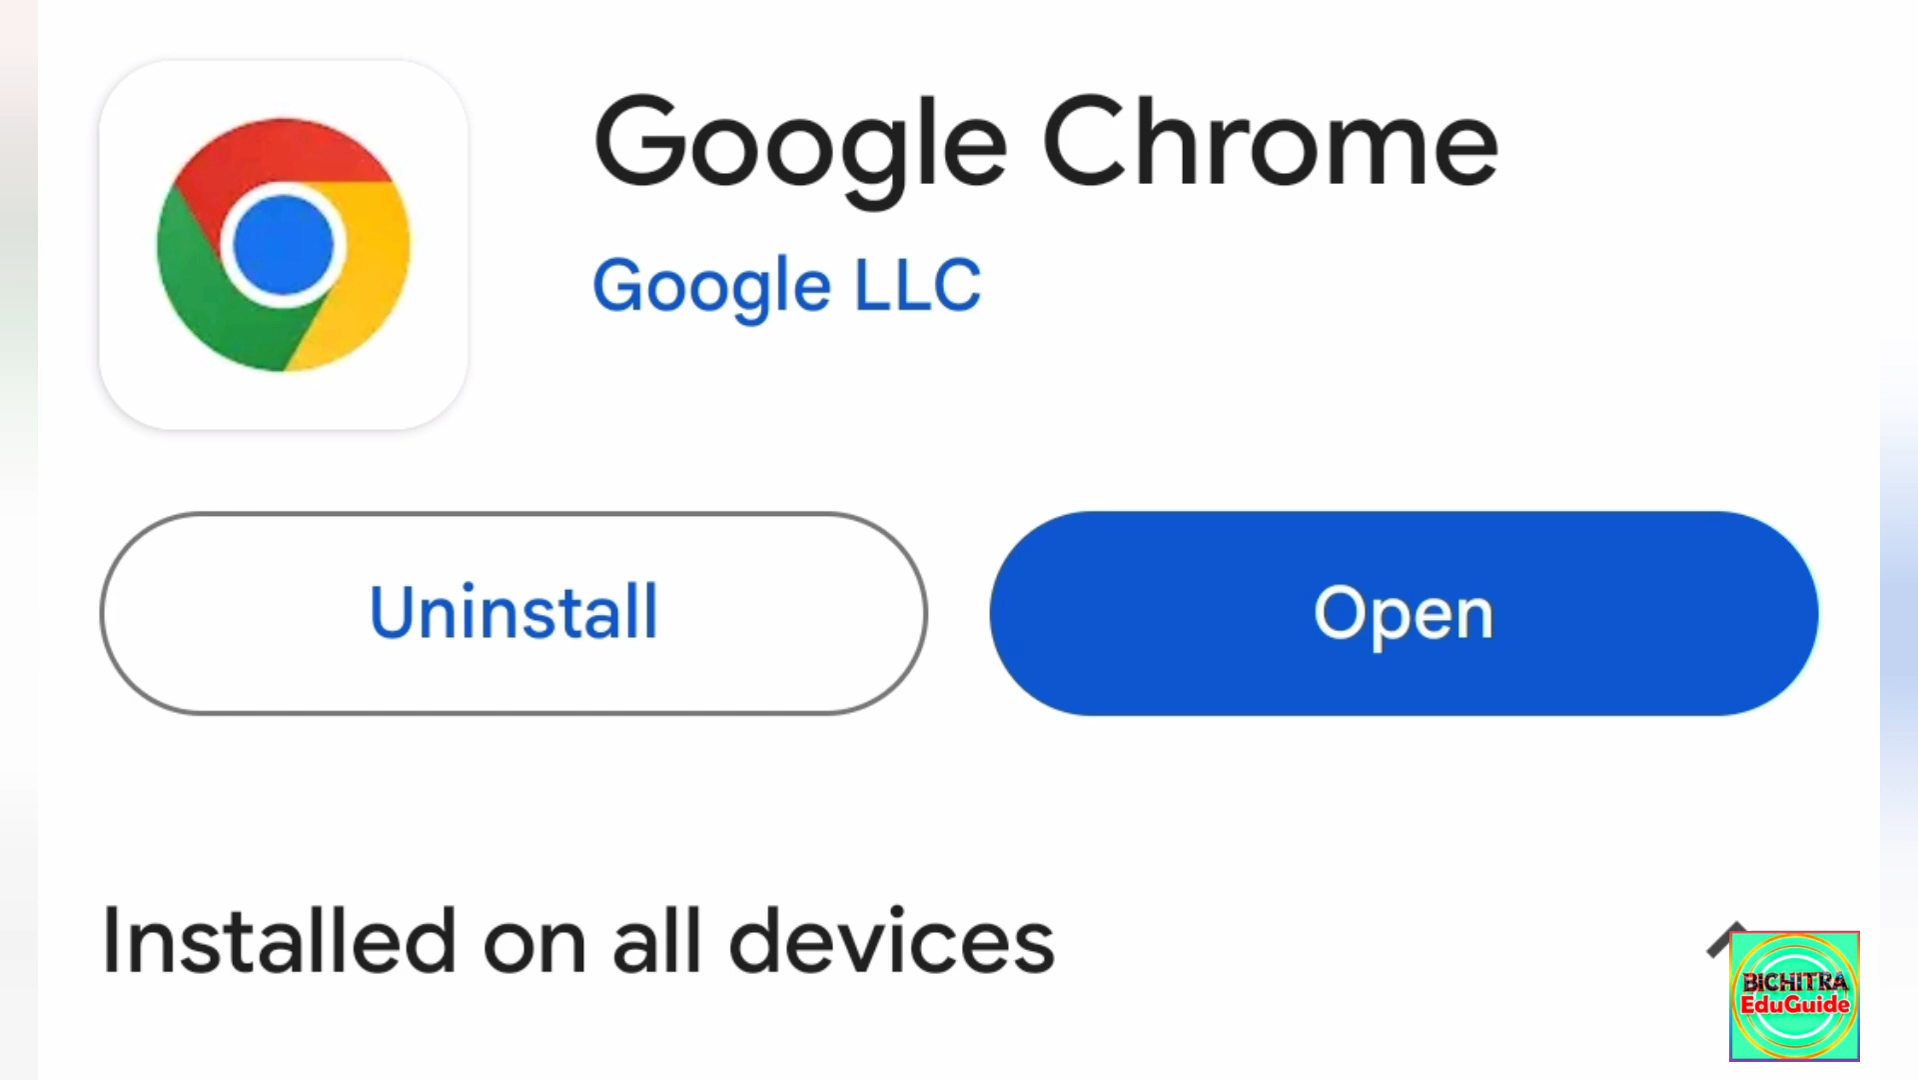 Google Chrome
Google LLC
Uninstall
Open
Installed on all devices
BICHITRA
EduGuide